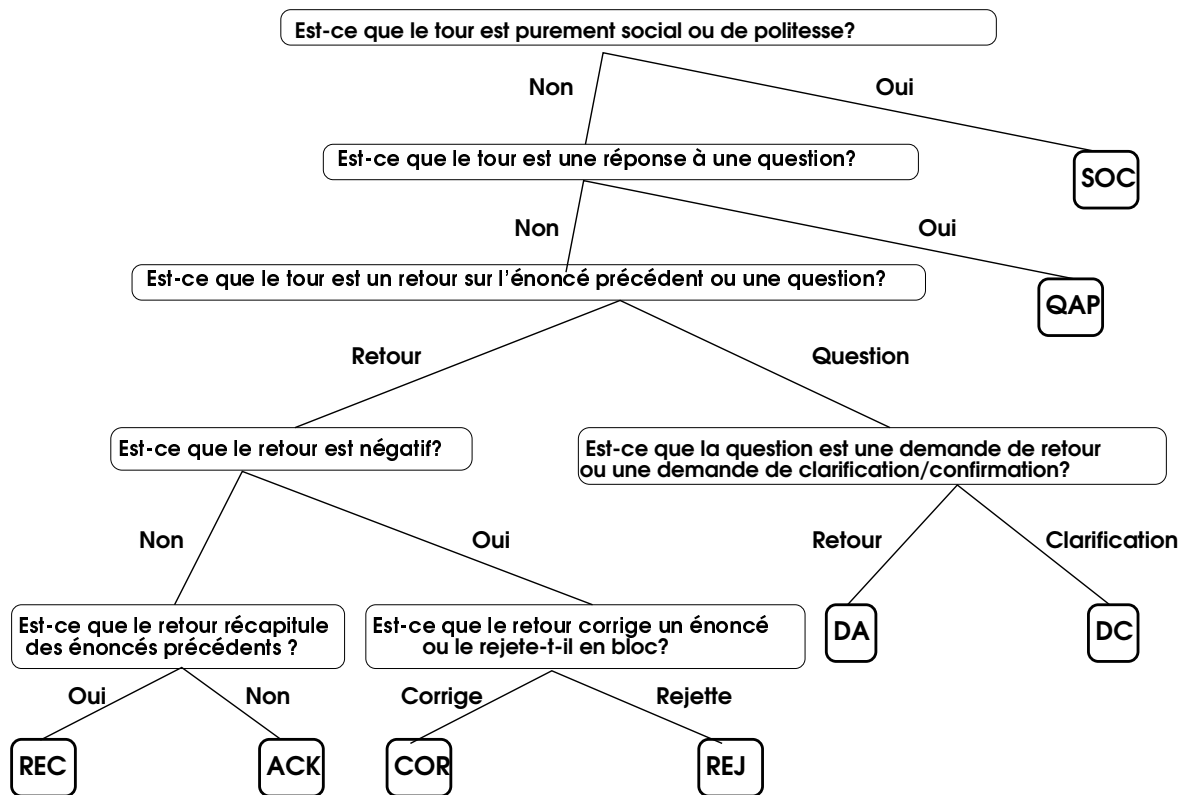 Est-ce que le tour est purement social ou de politesse?
Non
Oui
Est-ce que le tour est une réponse à une question?
SOC
Non
Oui
Est-ce que le tour est un retour sur l'énoncé précédent ou une question?
QAP
Retour
Question
Est-ce que le retour est négatif?
Est-ce que la question est une demande de retour
ou une demande de clarification/confirmation?
Non
Oui
Retour
Clarification
Est-ce que le retour récapitule
des énoncés précédents ?
Est-ce que le retour corrige un énoncé
ou le rejete-t-il en bloc?
DA
DC
Oui
Non
Corrige
Rejette
REC
ACK
COR
REJ